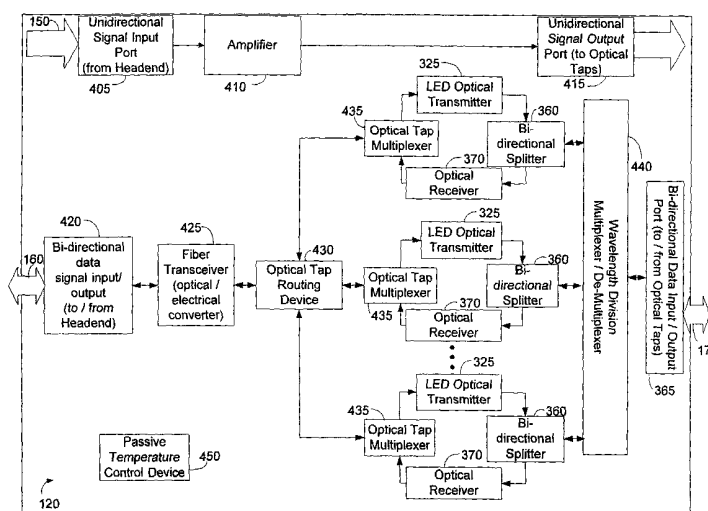 150
Unidirectional
Signal Input
Port
(from Headend)
405
Amplifier
410
Unidirectional
Signal Output
Port (to Optical
Taps)
415
325
LED Optical
Transmitter
435
Optical Tap
Multiplexer
360
Bi-
directional
Splitter
370
Optical
Receiver
440
Wavelength Division
Multiplexer / De-Multiplexer
420
Bi-directional data
signal input/
output
(to / from
Headend)
160
425
Fiber
Transceiver
(optical /
electrical
converter)
430
Optical Tap
Routing
Device
325
LED Optical
Transmitter
Optical Tap
Multiplexer
435
360
Bi-
directional
Splitter
370
Optical
Receiver
Bi-directional Data Input / Output
Port (to / from Optical
Taps)
365
325
LED Optical
Transmitter
435
Optical Tap
Multiplexer
360
Bi-
directional
Splitter
370
Optical
Receiver
Passive
Temperature
Control Device
450
120